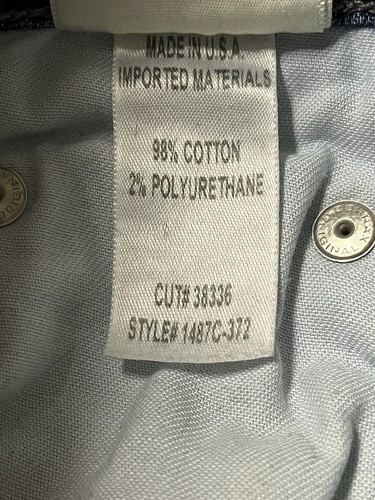 MADE IN U.S.A.
IMPORTED MATERIALS
98% COTTON
2% POLYURETHANE
CUT# 38336
STYLE# 1487C-372